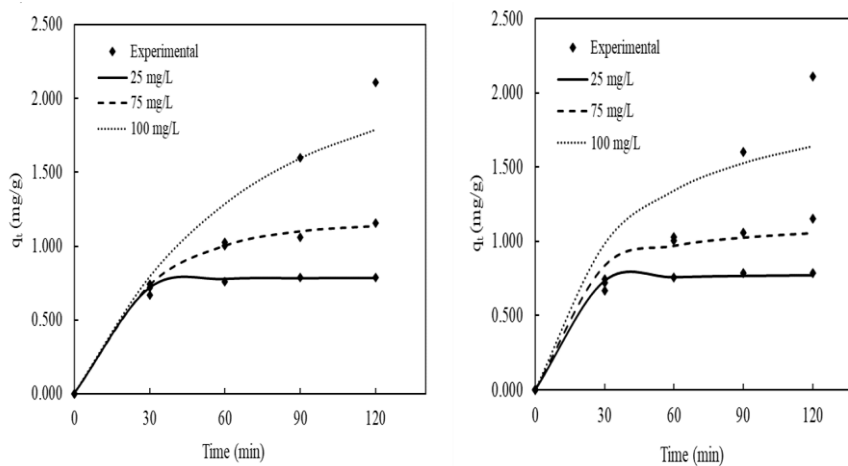 2.500
2.000
1.500
1.000
0.500
0.000
qt (mg/g)
Experimental
25 mg/L
75 mg/L
100 mg/L
0 30 60 90 120
Time (min)
2.500
2.000
1.500
1.000
0.500
0.000
qt (mg/g)
Experimental
25 mg/L
75 mg/L
100 mg/L
0 30 60 90 120
Time (min)